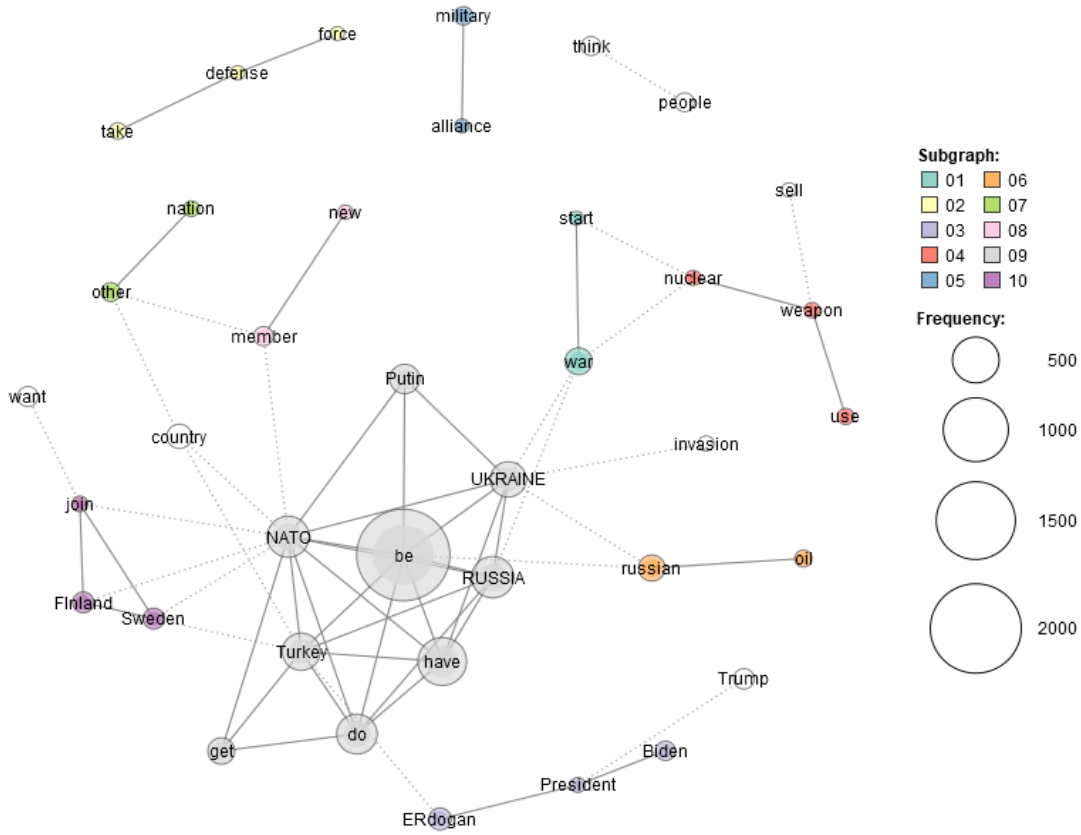 military
force
think
defense
people
alliance
take
Subgraph:
01 06
02 07
03 08
04 09
05 10
sell
nation
new
start
nuclear
other
weapon
member
Frequency:
500
1000
1500
2000
war
Putin
want
use
country
invasion
UKRAINE
join
NATO
be
oil
russian
RUSSIA
FInland
Sweden
Turkey
have
Trump
do
get
Biden
President
ERdogan